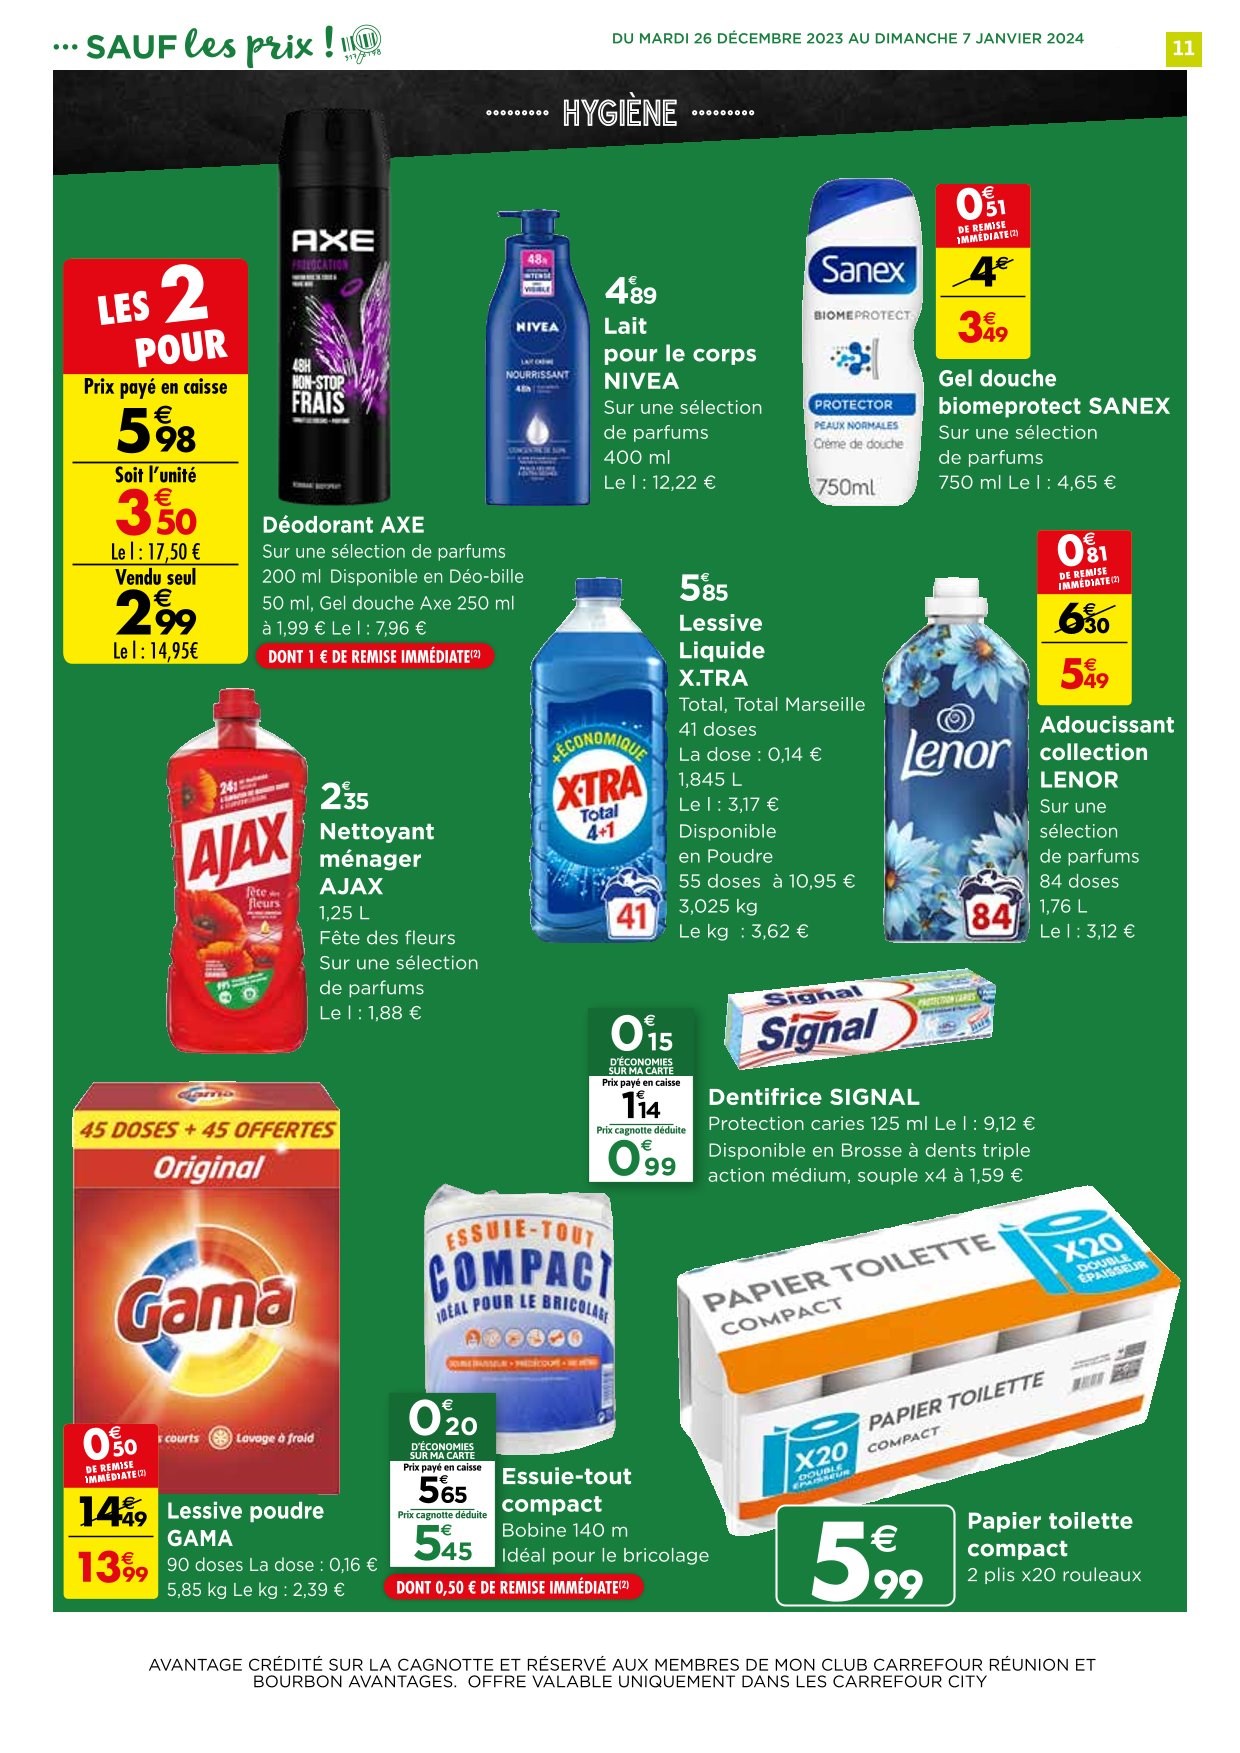 ... SAUF les prix !
DU MARDI 26 DÉCEMBRE 2023 AU DIMANCHE 7 JANVIER 2024
11
HYGIÈNE
LES 2
POUR
Prix payé en caisse
5€98
Soit l'unité
3€50
Le l : 17,50 €
Vendu seul
2€99
Le l : 14,95€
AXE
48H
NON-STOP
FRAIS
Déodorant AXE
Sur une sélection de parfums
200 ml Disponible en Déo-bille
50 ml, Gel douche Axe 250 ml
à 1,99 € Le l : 7,96 €
DONT 1 € DE REMISE IMMÉDIATE(2)
48h
INTENSE
VISIBLE
NIVEA
LAIT CRÈME
NOURRISSANT
48h
4€89
Lait
pour le corps
NIVEA
Sur une sélection
de parfums
400 ml
Le l : 12,22 €
Sanex
BIOMEPROTECT
PROTECTOR
PEAUX NORMALES
Crème de douche
750ml
0€51
DE REMISE
IMMÉDIATE(2)
4€
3€49
Gel douche
biomeprotect SANEX
Sur une sélection
de parfums
750 ml Le l : 4,65 €
+ÉCONOMIQUE
X•TRA
Total
4+1
41
5€85
Lessive
Liquide
X.TRA
Total, Total Marseille
41 doses
La dose : 0,14 €
1,845 L
Le l : 3,17 €
Disponible
en Poudre
55 doses à 10,95 €
3,025 kg
Le kg : 3,62 €
Lenor
84
0€81
DE REMISE
IMMÉDIATE(2)
6€30
5€49
Adoucissant
collection
LENOR
Sur une
sélection
de parfums
84 doses
1,76 L
Le l : 3,12 €
24h
AJAX
fête des
fleurs
2€35
Nettoyant
ménager
AJAX
1,25 L
Fête des fleurs
Sur une sélection
de parfums
Le l : 1,88 €
Signal
Signal
PROTECTION CARIES
0€15
D'ÉCONOMIES
SUR MA CARTE
Prix payé en caisse
1€14
Prix cagnotte déduite
0€99
Dentifrice SIGNAL
Protection caries 125 ml Le l : 9,12 €
Disponible en Brosse à dents triple
action médium, souple x4 à 1,59 €
Gama
45 DOSES + 45 OFFERTES
Original
Gama
s courts
Lavage à froid
0€50
DE REMISE
IMMÉDIATE(2)
14€49
13€99
Lessive poudre
GAMA
90 doses La dose : 0,16 €
5,85 kg Le kg : 2,39 €
ESSUIE-TOUT
COMPACT
IDÉAL POUR LE BRICOLAGE
0€20
D'ÉCONOMIES
SUR MA CARTE
Prix payé en caisse
5€65
Prix cagnotte déduite
5€45
Essuie-tout
compact
Bobine 140 m
Idéal pour le bricolage
DONT 0,50 € DE REMISE IMMÉDIATE(2)
PAPIER TOILETTE
COMPACT
X20
DOUBLE
ÉPAISSEUR
PAPIER TOILETTE
COMPACT
X20
DOUBLE
ÉPAISSEUR
5€99
Papier toilette
compact
2 plis x20 rouleaux
AVANTAGE CRÉDITÉ SUR LA CAGNOTTE ET RÉSERVÉ AUX MEMBRES DE MON CLUB CARREFOUR RÉUNION ET
BOURBON AVANTAGES. OFFRE VALABLE UNIQUEMENT DANS LES CARREFOUR CITY